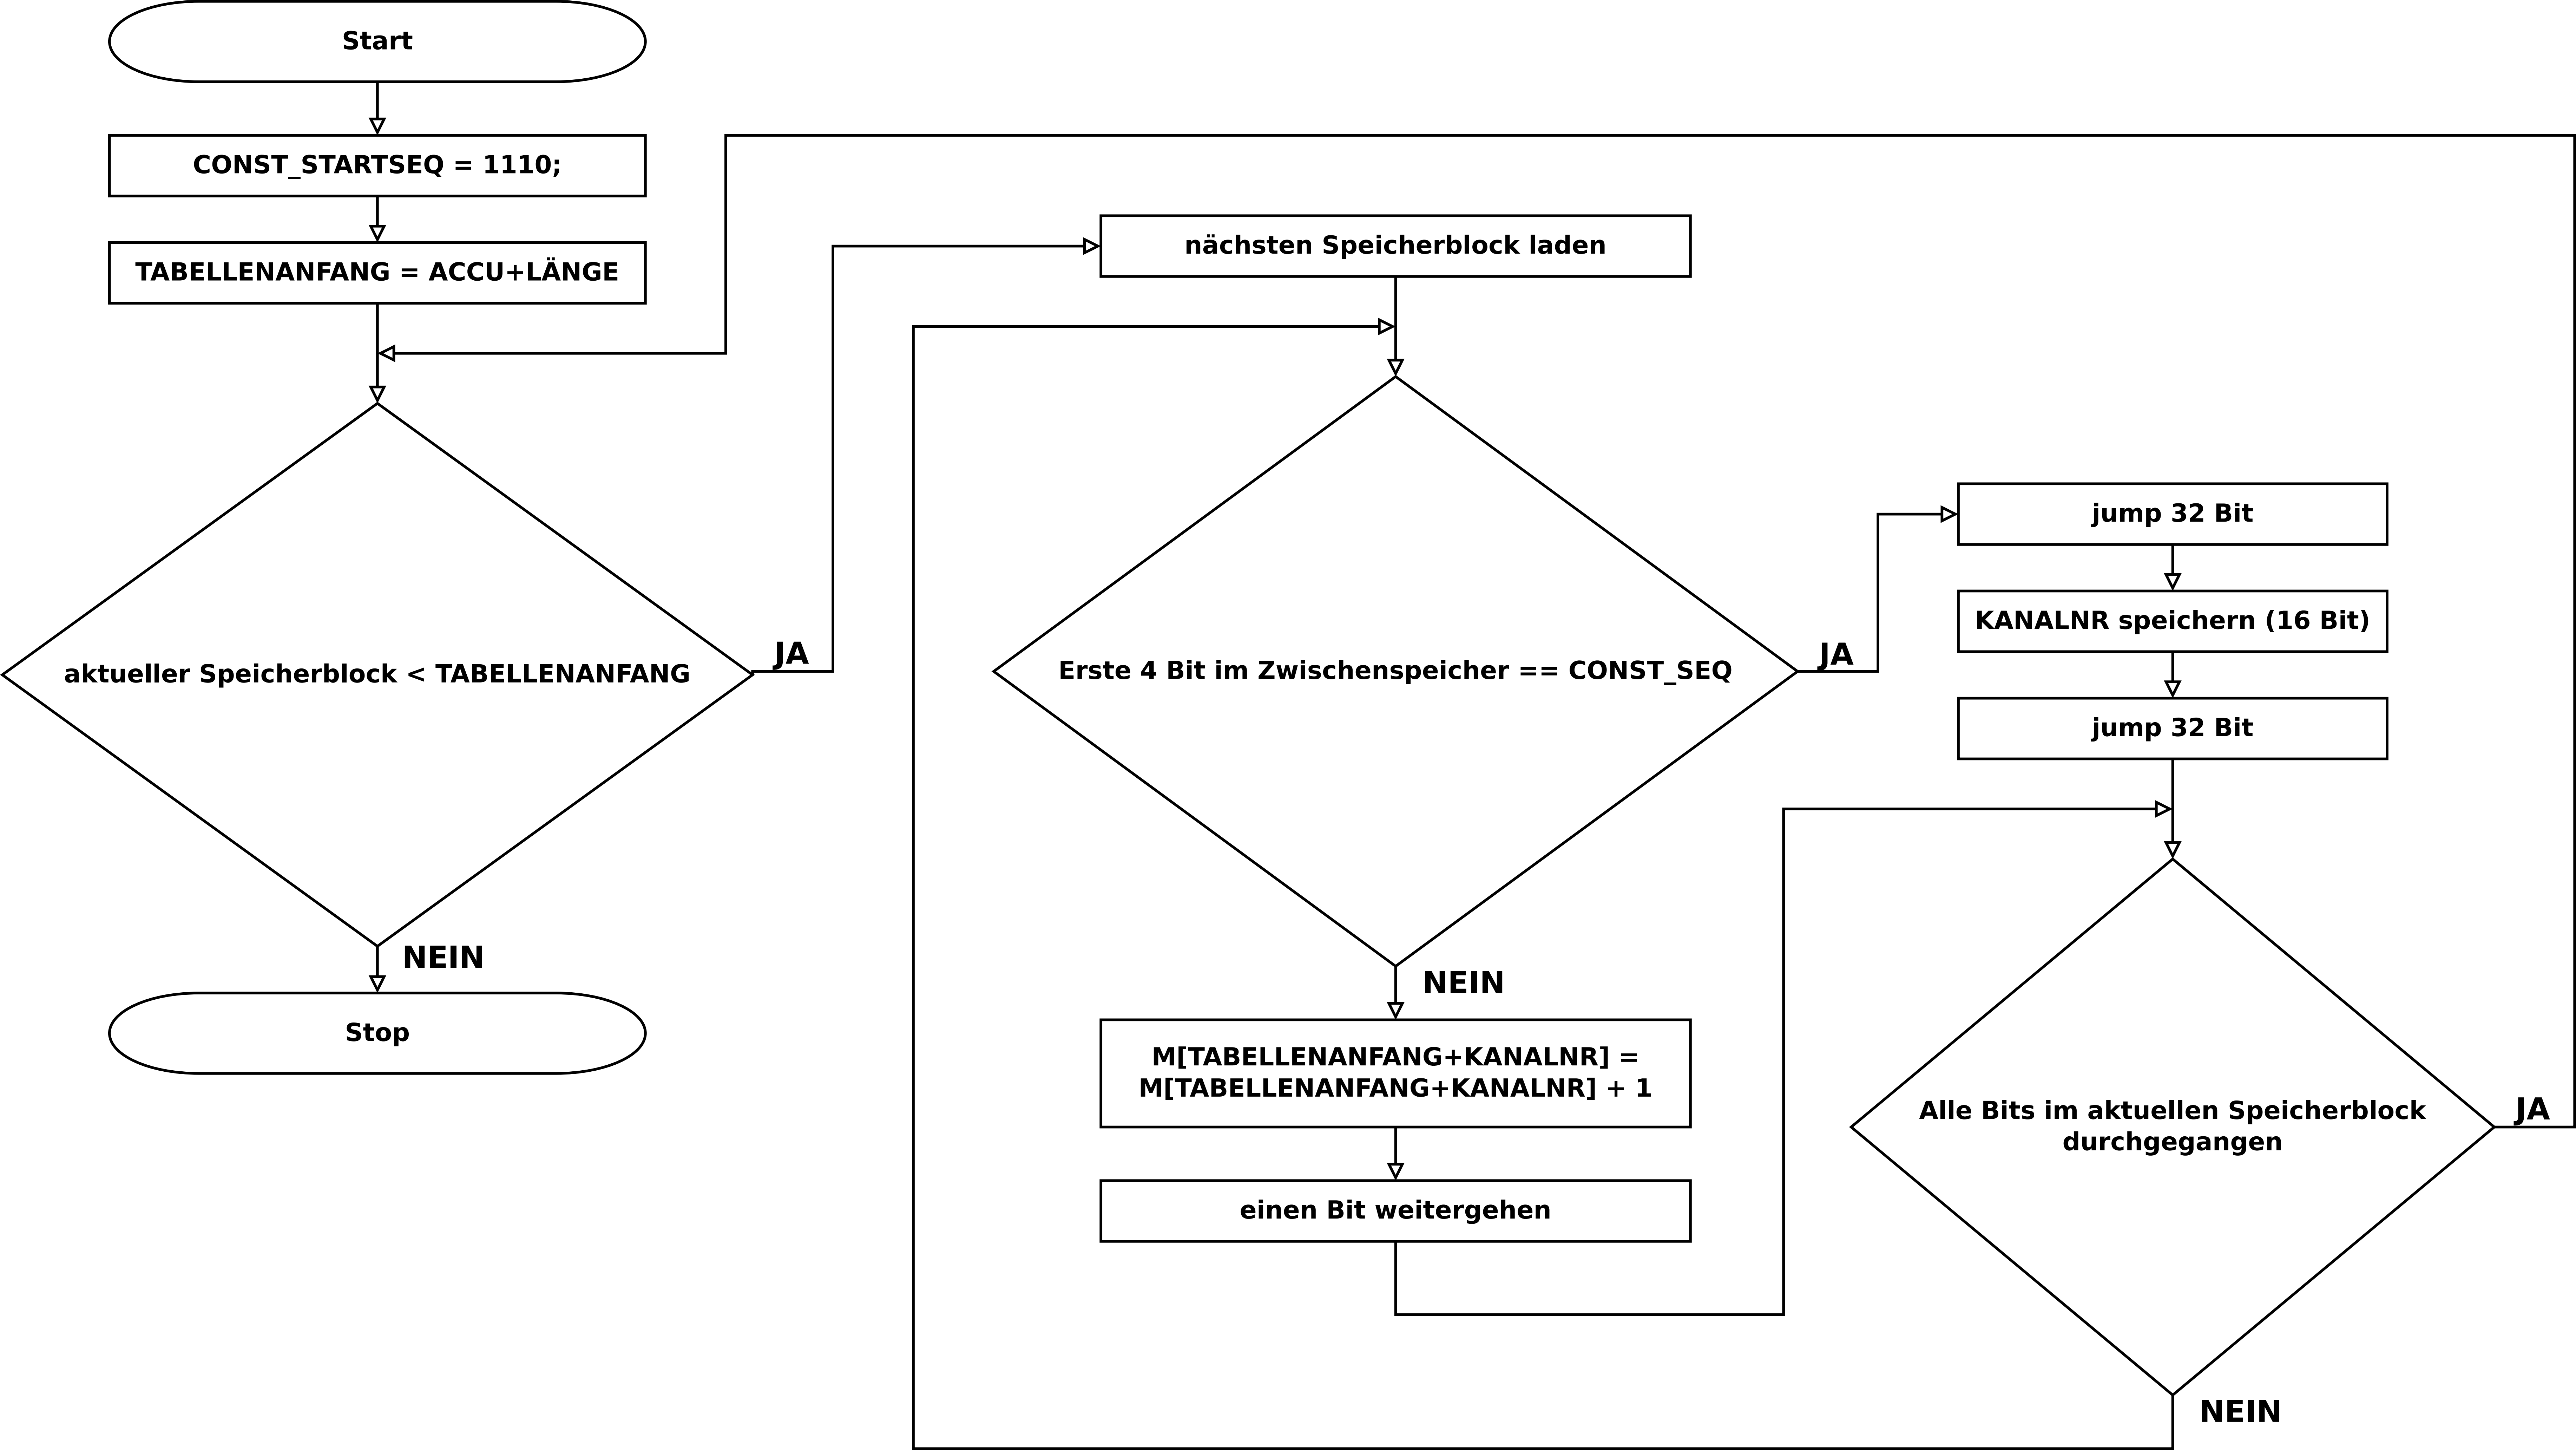 Start
CONST_STARTSEQ = 1110;
TABELLENANFANG = ACCU+LÄNGE
aktueller Speicherblock < TABELLENANFANG
JA
NEIN
Stop
nächsten Speicherblock laden
Erste 4 Bit im Zwischenspeicher == CONST_SEQ
JA
NEIN
M[TABELLENANFANG+KANALNR] =
M[TABELLENANFANG+KANALNR] + 1
einen Bit weitergehen
jump 32 Bit
KANALNR speichern (16 Bit)
jump 32 Bit
Alle Bits im aktuellen Speicherblock
durchgegangen
JA
NEIN